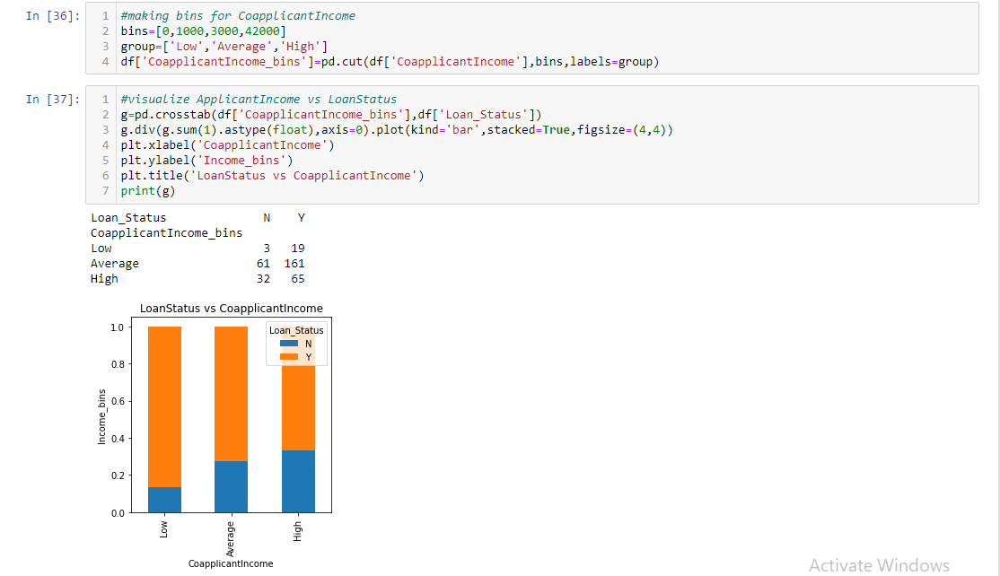 In [36]:
1 #making bins for CoapplicantIncome
2 bins=[0,1000,3000,42000]
3 group=['Low','Average','High']
4 df['CoapplicantIncome_bins']=pd.cut(df['CoapplicantIncome'],bins,labels=group)
In [37]:
1 #visualize ApplicantIncome vs LoanStatus
2 g=pd.crosstab(df['CoapplicantIncome_bins'],df['Loan_Status'])
3 g.div(g.sum(1).astype(float),axis=0).plot(kind='bar',stacked=True,figsize=(4,4))
4 plt.xlabel('CoapplicantIncome')
5 plt.ylabel('Income_bins')
6 plt.title('LoanStatus vs CoapplicantIncome')
7 print(g)
Loan_Status N Y
CoapplicantIncome_bins
Low 3 19
Average 61 161
High 32 65
LoanStatus vs CoapplicantIncome
Loan_Status
N
Y
1.0
0.8
0.6
0.4
0.2
0.0
Income_bins
Low
Average
High
CoapplicantIncome
Activate Windows